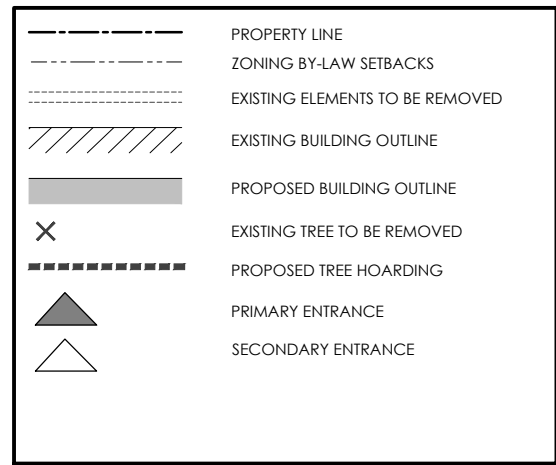 PROPERTY LINE
ZONING BY-LAW SETBACKS
EXISTING ELEMENTS TO BE REMOVED
EXISTING BUILDING OUTLINE
PROPOSED BUILDING OUTLINE
EXISTING TREE TO BE REMOVED
PROPOSED TREE HOARDING
PRIMARY ENTRANCE
SECONDARY ENTRANCE